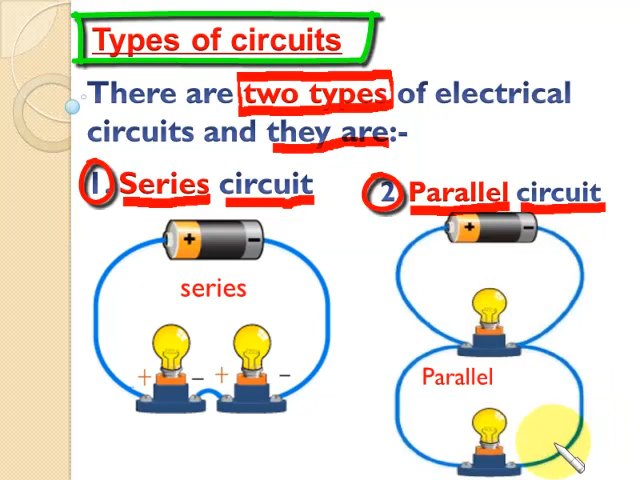 Types of circuits
There are two types of electrical
circuits and they are:-
1. Series circuit
2 Parallel circuit
+ -
+ -
series
+ - + -
Parallel